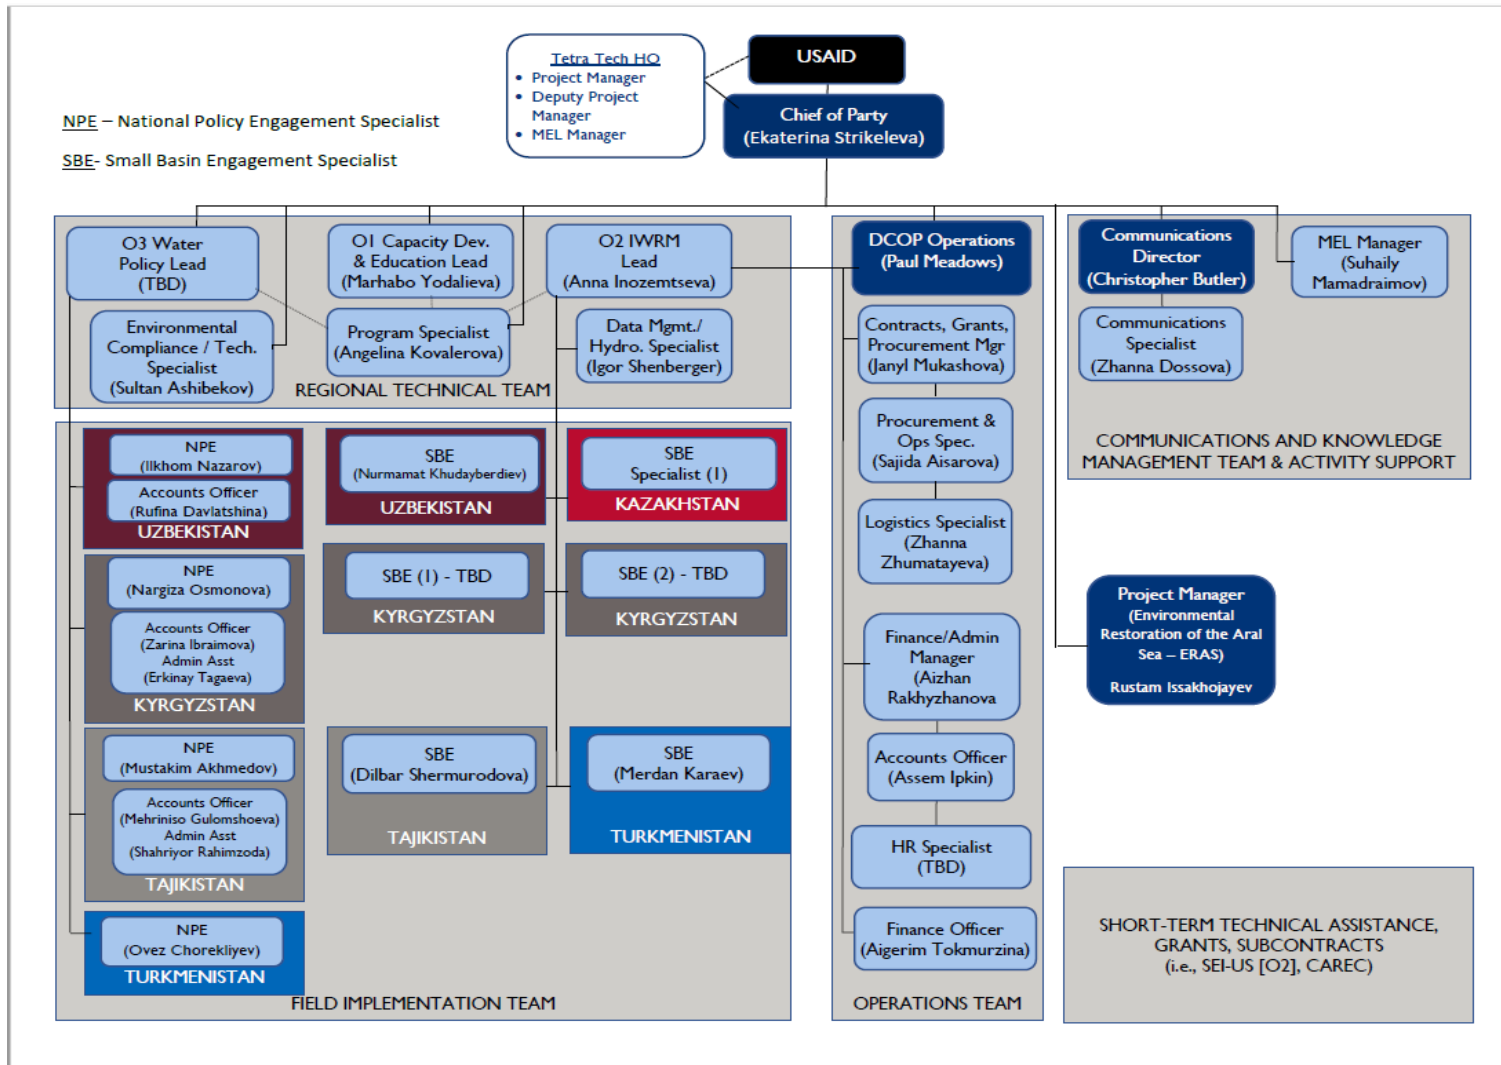 Tetra Tech HO
• Project Manager
• Deputy Project
Manager
• MEL Manager
USAID
Chief of Party
(Ekaterina Strikeleva)
NPE – National Policy Engagement Specialist
SBE- Small Basin Engagement Specialist
O3 Water
Policy Lead
(TBD)
O1 Capacity Dev.
& Education Lead
(Marhabo Yodalieva)
O2 IWRM
Lead
(Anna Inozemtseva)
Environmental
Compliance / Tech.
Specialist
(Sultan Ashibekov)
Program Specialist
(Angelina Kovalerova)
Data Mgmt./
Hydro. Specialist
(Igor Shenberger)
REGIONAL TECHNICAL TEAM
DCOP Operations
(Paul Meadows)
Contracts, Grants,
Procurement Mgr
(Janyl Mukashova)
Procurement &
Ops Spec.
(Sajida Aisarova)
Logistics Specialist
(Zhanna
Zhumatayeva)
Finance/Admin
Manager
(Aizhan
Rakhyzhanova
Accounts Officer
(Assem Ipkin)
HR Specialist
(TBD)
Finance Officer
(Aigerim Tokmurzina)
OPERATIONS TEAM
Communications
Director
(Christopher Butler)
MEL Manager
(Suhaily
Mamadraimov)
Communications
Specialist
(Zhanna Dossova)
COMMUNICATIONS AND KNOWLEDGE
MANAGEMENT TEAM & ACTIVITY SUPPORT
Project Manager
(Environmental
Restoration of the Aral
Sea – ERAS)
Rustam Issakhojayev
NPE
(Ilkhom Nazarov)
Accounts Officer
(Rufina Davlatshina)
UZBEKISTAN
SBE
(Nurmamat Khudayberdiev)
UZBEKISTAN
SBE
Specialist (1)
KAZAKHSTAN
NPE
(Nargiza Osmonova)
Accounts Officer
(Zarina Ibraimova)
Admin Asst
(Erkinay Tagaeva)
KYRGYZSTAN
SBE (1) - TBD
KYRGYZSTAN
SBE (2) - TBD
KYRGYZSTAN
NPE
(Mustakim Akhmedov)
Accounts Officer
(Mehriniso Gulomshoeva)
Admin Asst
(Shahriyor Rahimzoda)
TAJIKISTAN
SBE
(Dilbar Shermurodova)
TAJIKISTAN
SBE
(Merdan Karaev)
TURKMENISTAN
NPE
(Ovez Chorekliyev)
TURKMENISTAN
FIELD IMPLEMENTATION TEAM
SHORT-TERM TECHNICAL ASSISTANCE,
GRANTS, SUBCONTRACTS
(i.e., SEI-US [O2], CAREC)